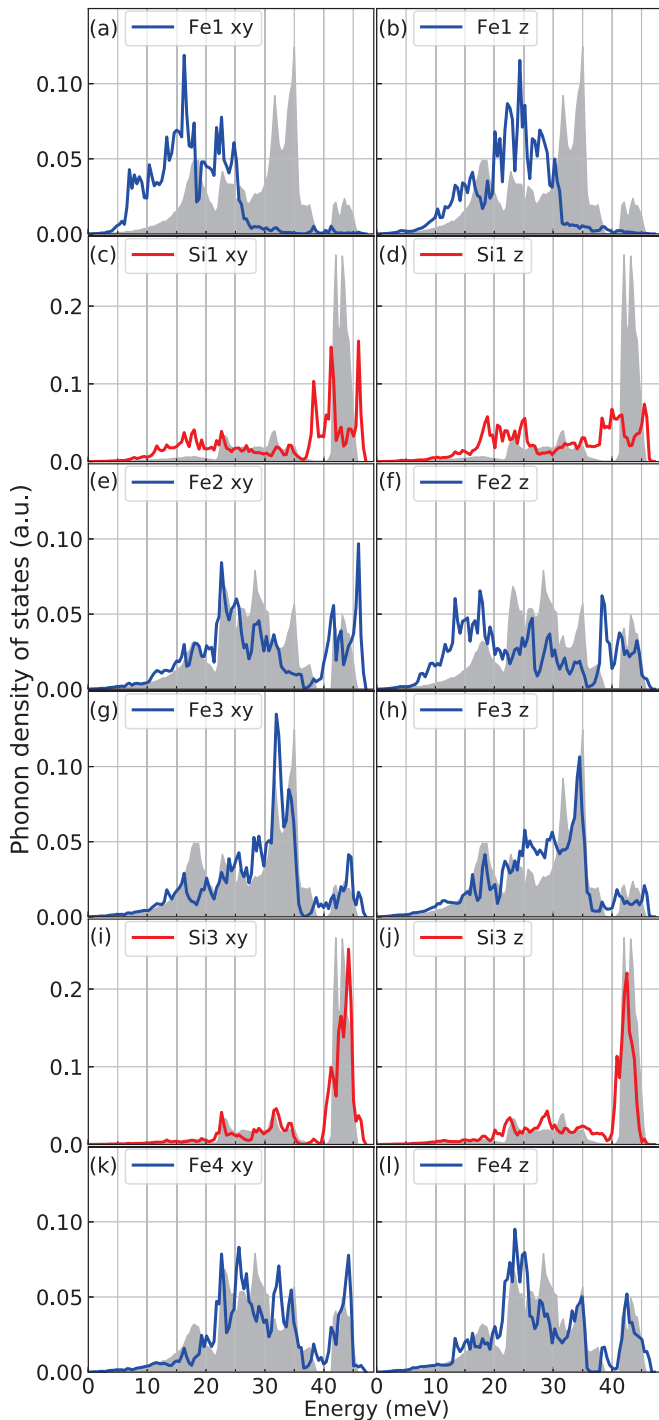 (a) Fe1 xy (b) Fe1 z
0.10
0.05
0.00
(c) Si1 xy (d) Si1 z
0.2
0.1
0.0
(e) Fe2 xy (f) Fe2 z
0.10
0.05
0.00
(g) Fe3 xy (h) Fe3 z
0.10
0.05
0.00
(i) Si3 xy (j) Si3 z
0.2
0.1
0.0
(k) Fe4 xy (l) Fe4 z
0.10
0.05
0.00
0 10 20 30 40 0 10 20 30 40
Energy (meV)
Phonon density of states (a.u.)